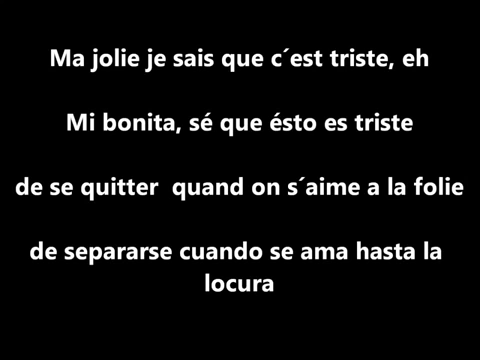 Ma jolie je sais que c´est triste, eh
Mi bonita, sé que ésto es triste
de se quitter  quand on s´aime a la folie
de separarse cuando se ama hasta la
locura